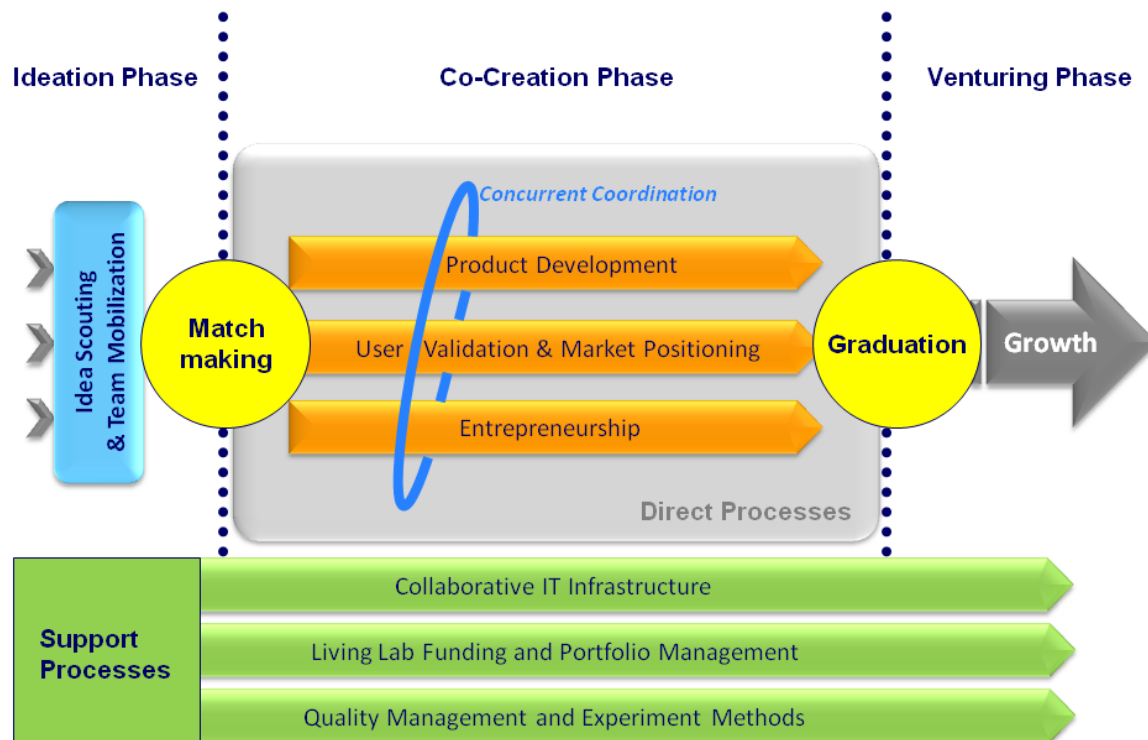 Ideation Phase
Co-Creation Phase
Venturing Phase
Concurrent Coordination
Idea Scouting
& Team Mobilization
Match
making
Product Development
User Validation & Market Positioning
Entrepreneurship
Graduation
Growth
Direct Processes
Support
Processes
Collaborative IT Infrastructure
Living Lab Funding and Portfolio Management
Quality Management and Experiment Methods